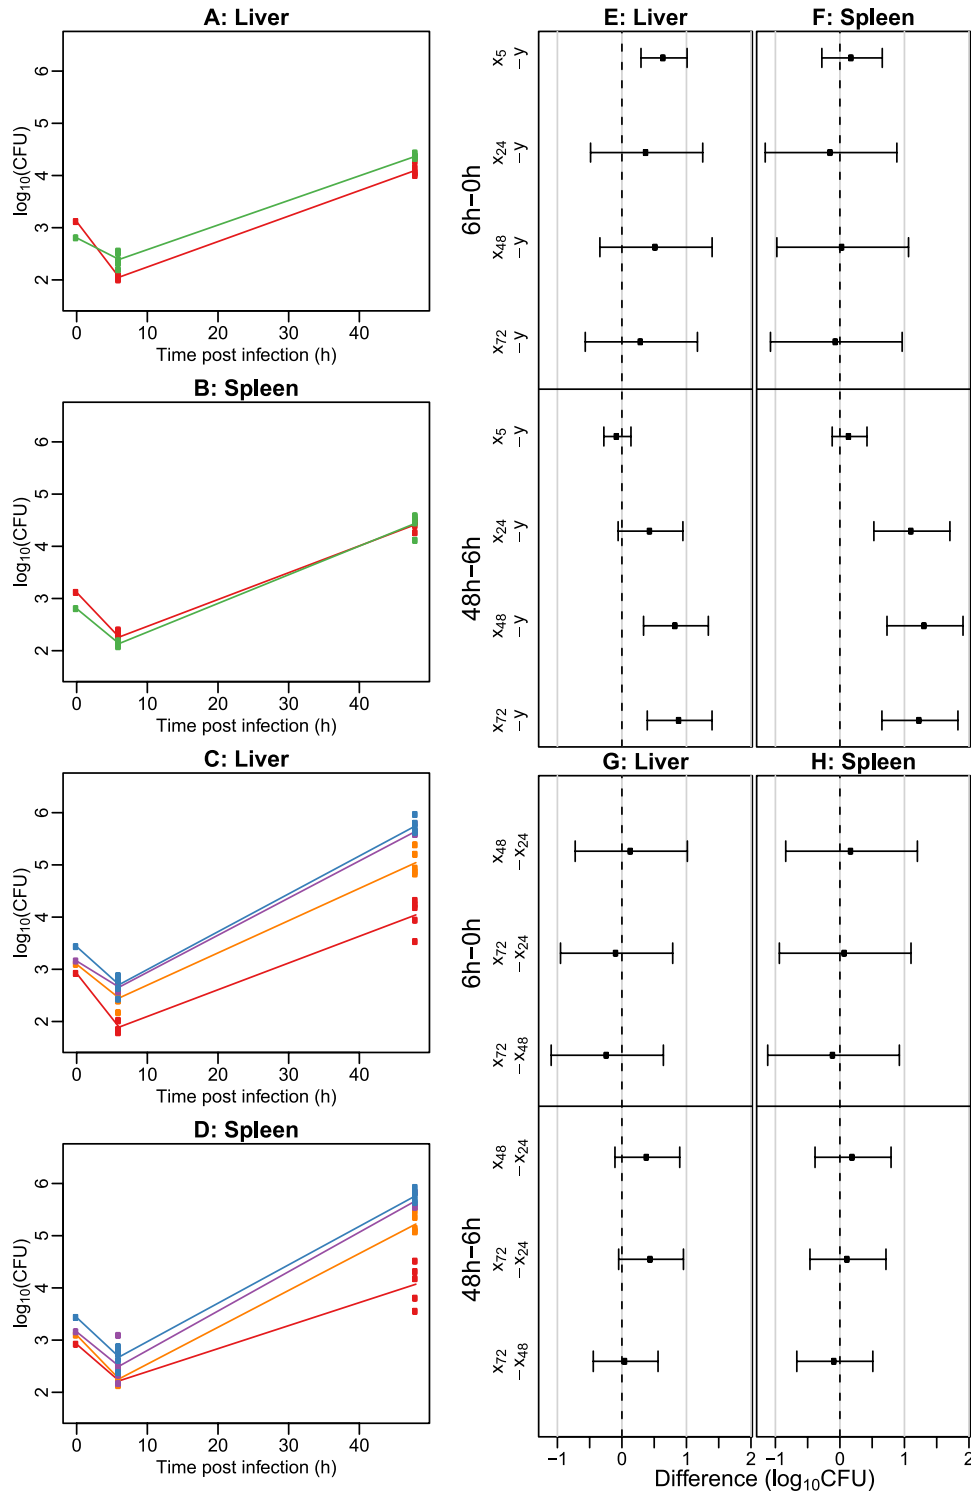 A: Liver
log10(CFU)
6
5
4
3
2
0 10 20 30 40
Time post infection (h)
B: Spleen
log10(CFU)
6
5
4
3
2
0 10 20 30 40
Time post infection (h)
C: Liver
log10(CFU)
6
5
4
3
2
0 10 20 30 40
Time post infection (h)
D: Spleen
log10(CFU)
6
5
4
3
2
0 10 20 30 40
Time post infection (h)
E: Liver F: Spleen
6h−0h
x5
− y
x24
− y
x48
− y
x72
− y
48h−6h
x5
− y
x24
− y
x48
− y
x72
− y
G: Liver H: Spleen
6h−0h
x48
− x24
x72
− x24
x72
− x48
48h−6h
x48
− x24
x72
− x24
x72
− x48
−1 0 1 2 −1 0 1 2
Difference (log10CFU)